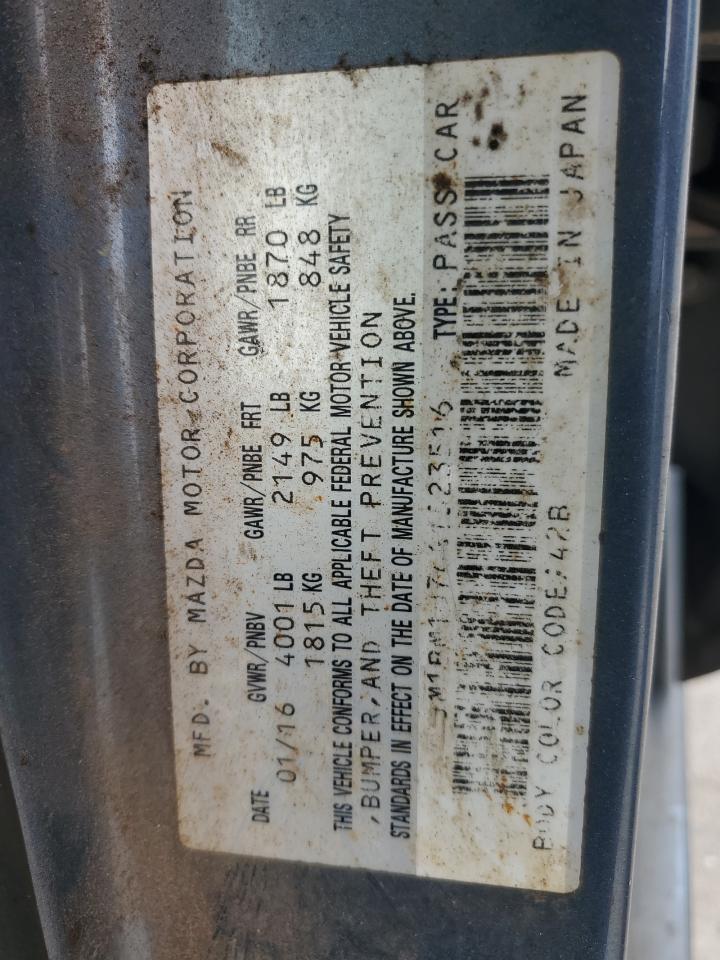 MFD. BY MAZDA MOTOR CORPORATION
DATE GVWR/PNBV GAWR/PNBE FRT GAWR/PNBE RR
01/16 4001 LB 2149 LB 1870 LB
1815 KG 975 KG 848 KG
THIS VEHICLE CONFORMS TO ALL APPLICABLE FEDERAL MOTOR VEHICLE SAFETY
,BUMPER,AND THEFT PREVENTION
STANDARDS IN EFFECT ON THE DATE OF MANUFACTURE SHOWN ABOVE.
TYPE: PASS CAR
BODY COLOR CODE: 42B MADE IN JAPAN